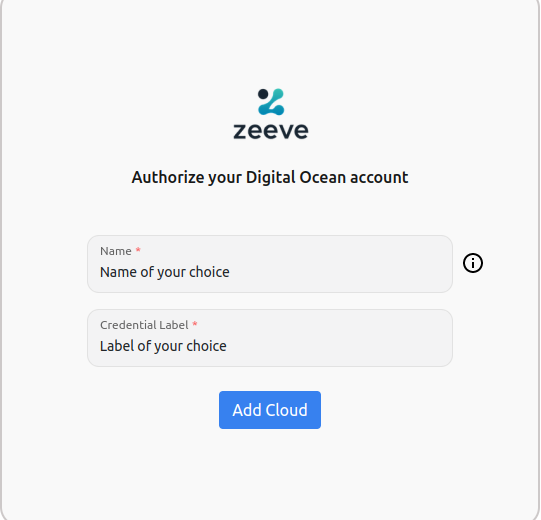 zeeve
Authorize your Digital Ocean account
Name *
Name of your choice
Credential Label *
Label of your choice
Add Cloud